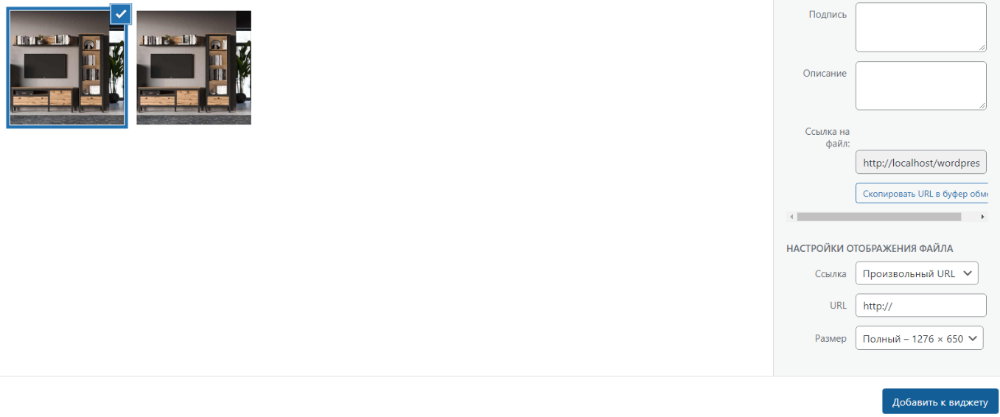 Подпись
Описание
Ссылка на
файл:
http://localhost/wordpres
Скопировать URL в буфер обме
НАСТРОЙКИ ОТОБРАЖЕНИЯ ФАЙЛА
Ссылка Произвольный URL
URL http://
Размер Полный – 1276 × 650
Добавить к виджету